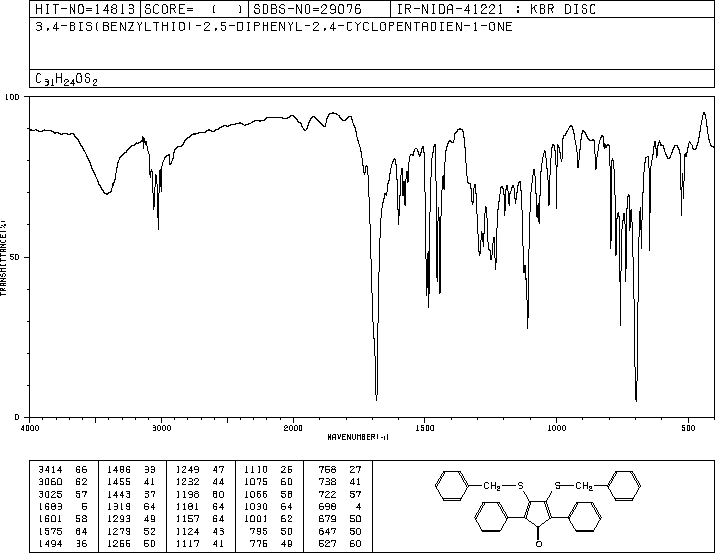 HIT-NO=14813 SCORE= ( ) SDBS-NO=29076 IR-NIDA-41221 : KBR DISC
3,4-BIS(BENZYLTHIO)-2,5-DIPHENYL-2,4-CYCLOPENTADIEN-1-ONE
C31H24OS2
100
50
0
TRANSMITTANCE(%)
4000 3000 2000 1500 1000 500
WAVENUMBER(-1)
3414 66 1486 33 1249 47 1110 26 758 27
3060 62 1455 41 1232 44 1075 60 738 41
3025 57 1443 37 1198 60 1066 58 722 57
1683 5 1319 64 1181 64 1030 64 698 4
1601 58 1293 49 1157 64 1001 62 679 50
1575 64 1279 52 1124 43 795 50 647 50
1494 36 1266 50 1117 41 776 49 527 60
CH2 S S CH2
O